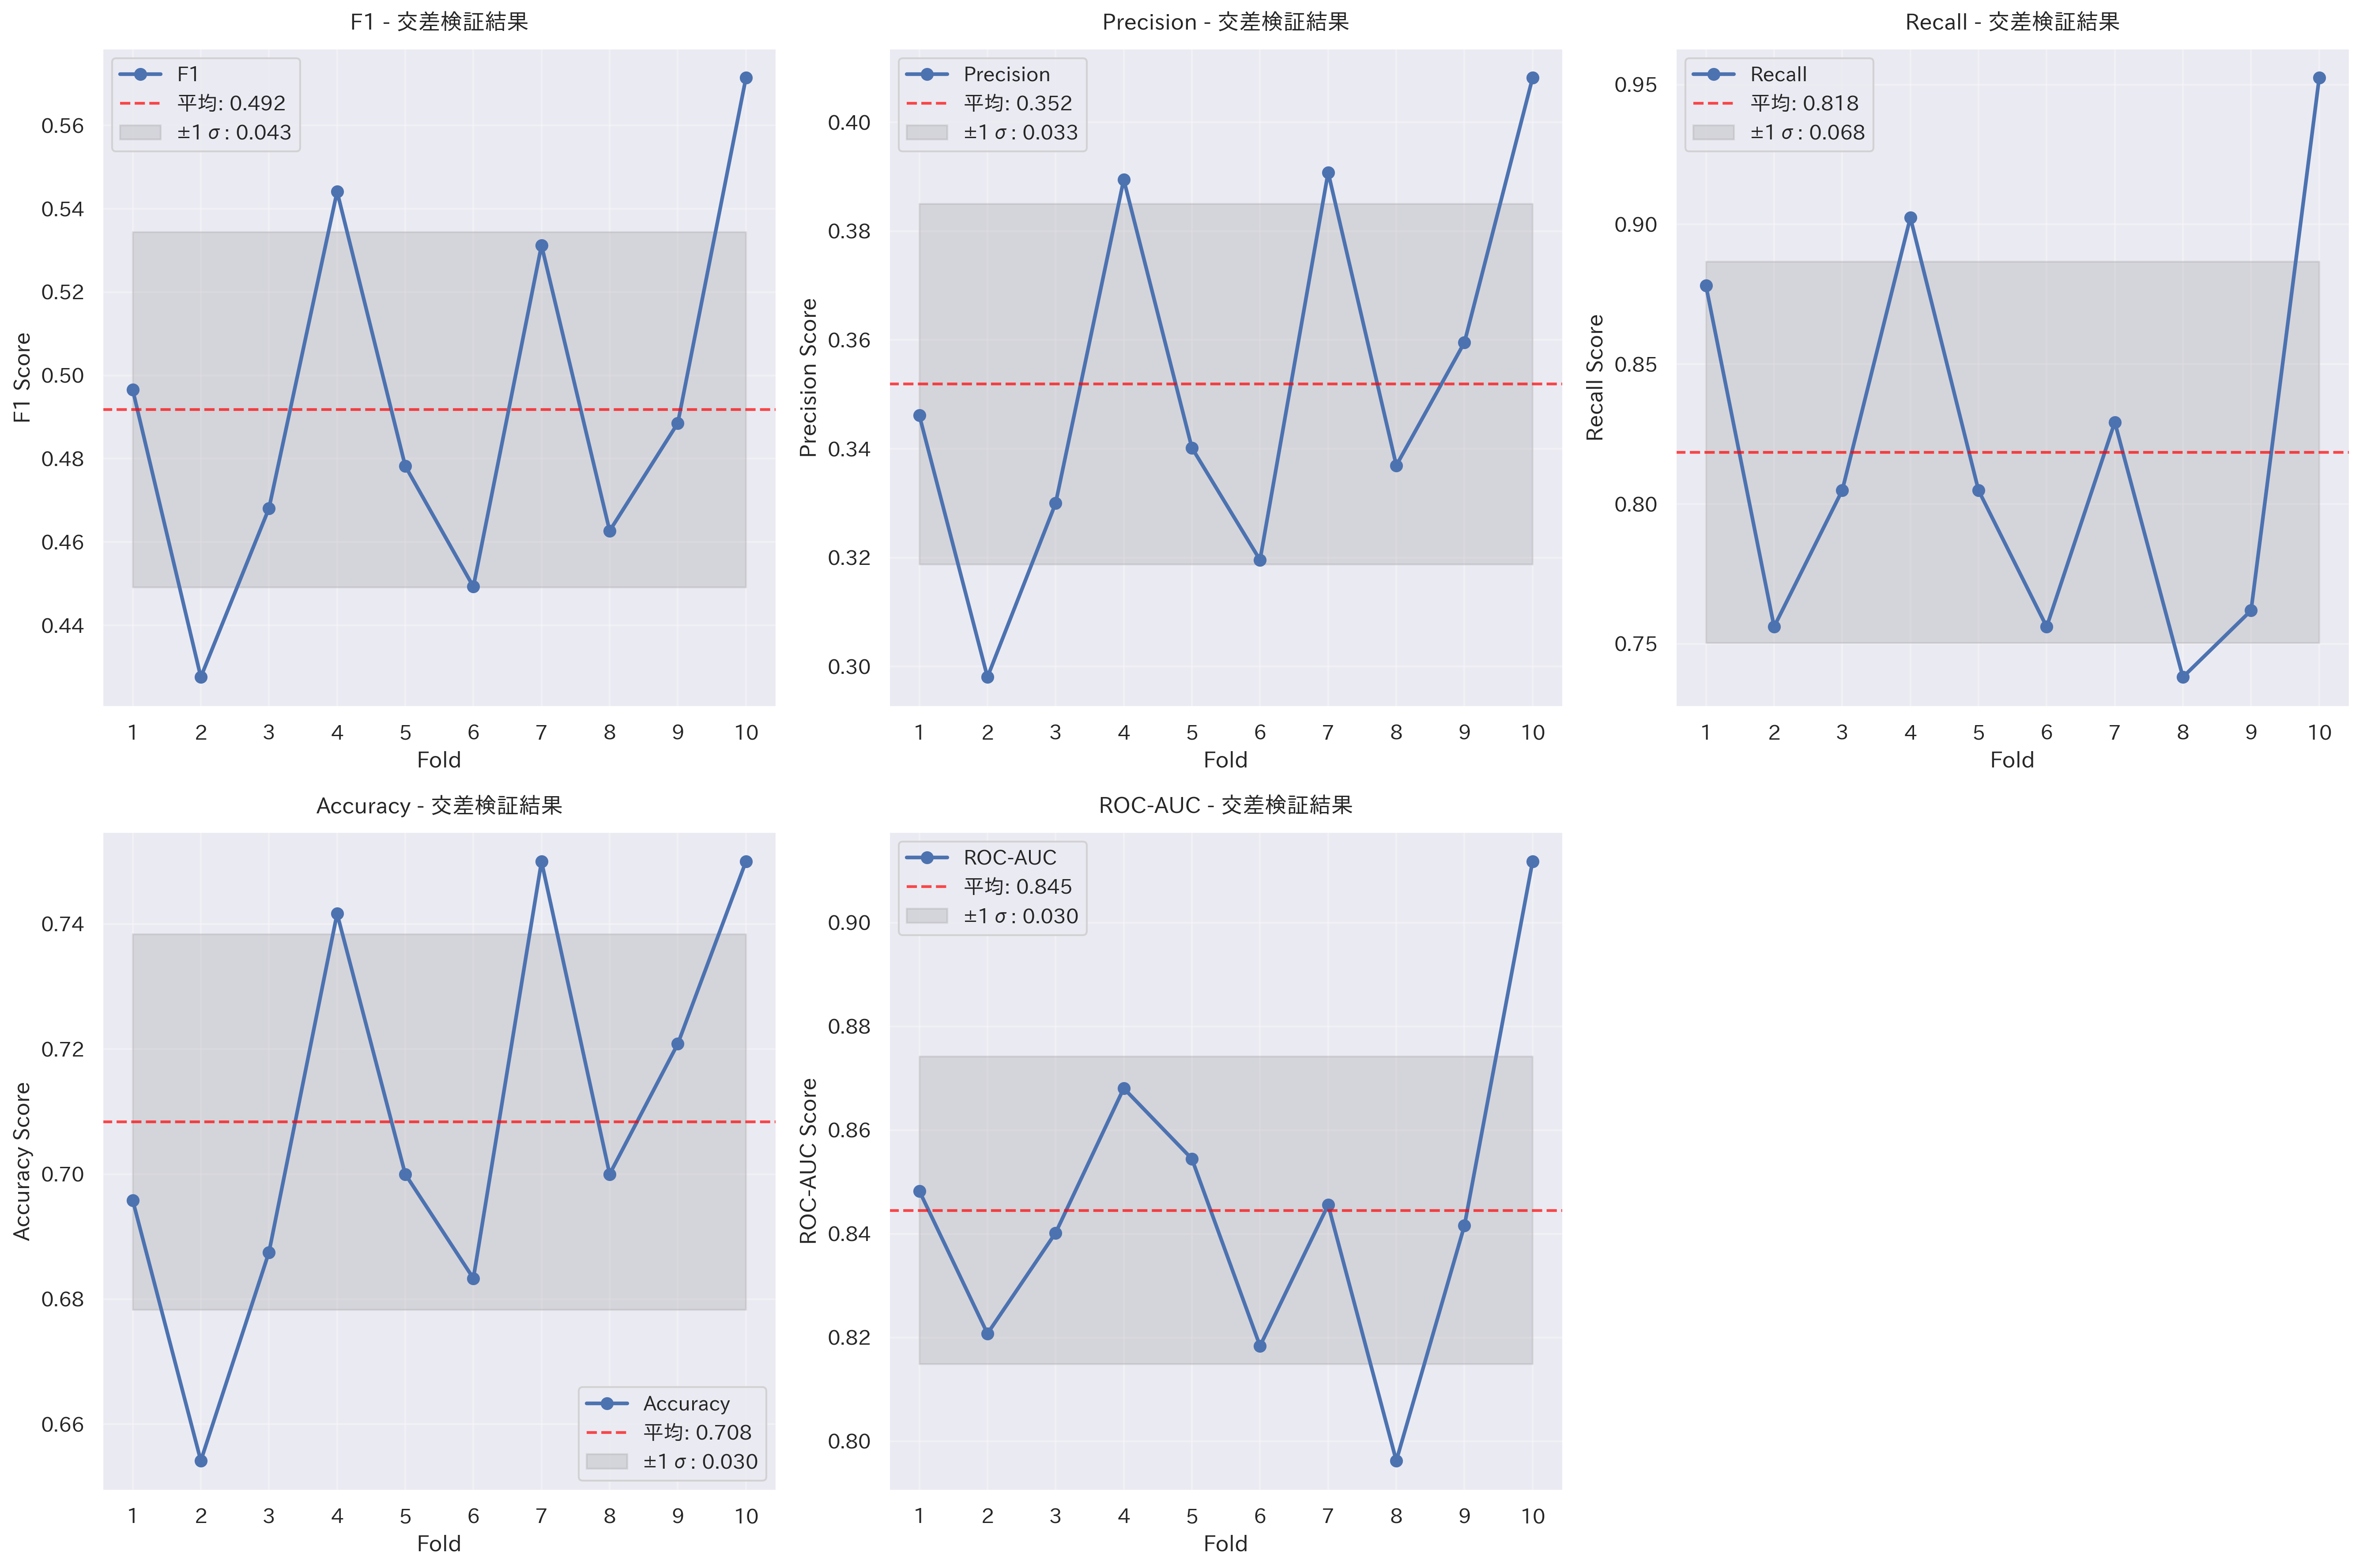 F1 - 交差検証結果
F1
平均: 0.492
±1σ: 0.043
F1 Score
0.56
0.54
0.52
0.50
0.48
0.46
0.44
1 2 3 4 5 6 7 8 9 10
Fold
Precision - 交差検証結果
Precision
平均: 0.352
±1σ: 0.033
Precision Score
0.40
0.38
0.36
0.34
0.32
0.30
1 2 3 4 5 6 7 8 9 10
Fold
Recall - 交差検証結果
Recall
平均: 0.818
±1σ: 0.068
Recall Score
0.95
0.90
0.85
0.80
0.75
1 2 3 4 5 6 7 8 9 10
Fold
Accuracy - 交差検証結果
Accuracy Score
0.74
0.72
0.70
0.68
0.66
Accuracy
平均: 0.708
±1σ: 0.030
1 2 3 4 5 6 7 8 9 10
Fold
ROC-AUC - 交差検証結果
ROC-AUC
平均: 0.845
±1σ: 0.030
ROC-AUC Score
0.90
0.88
0.86
0.84
0.82
0.80
1 2 3 4 5 6 7 8 9 10
Fold